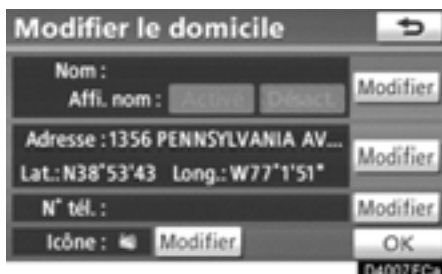 Modifier le domicile
Nom :
Affi. nom : Activé Désact.
Modifier
Adresse :1356 PENNSYLVANIA AV...
Lat.: N38°53'43 Long.: W77°1'51"
Modifier
N° tél. : Modifier
Icône : Modifier OK
D4007FCa